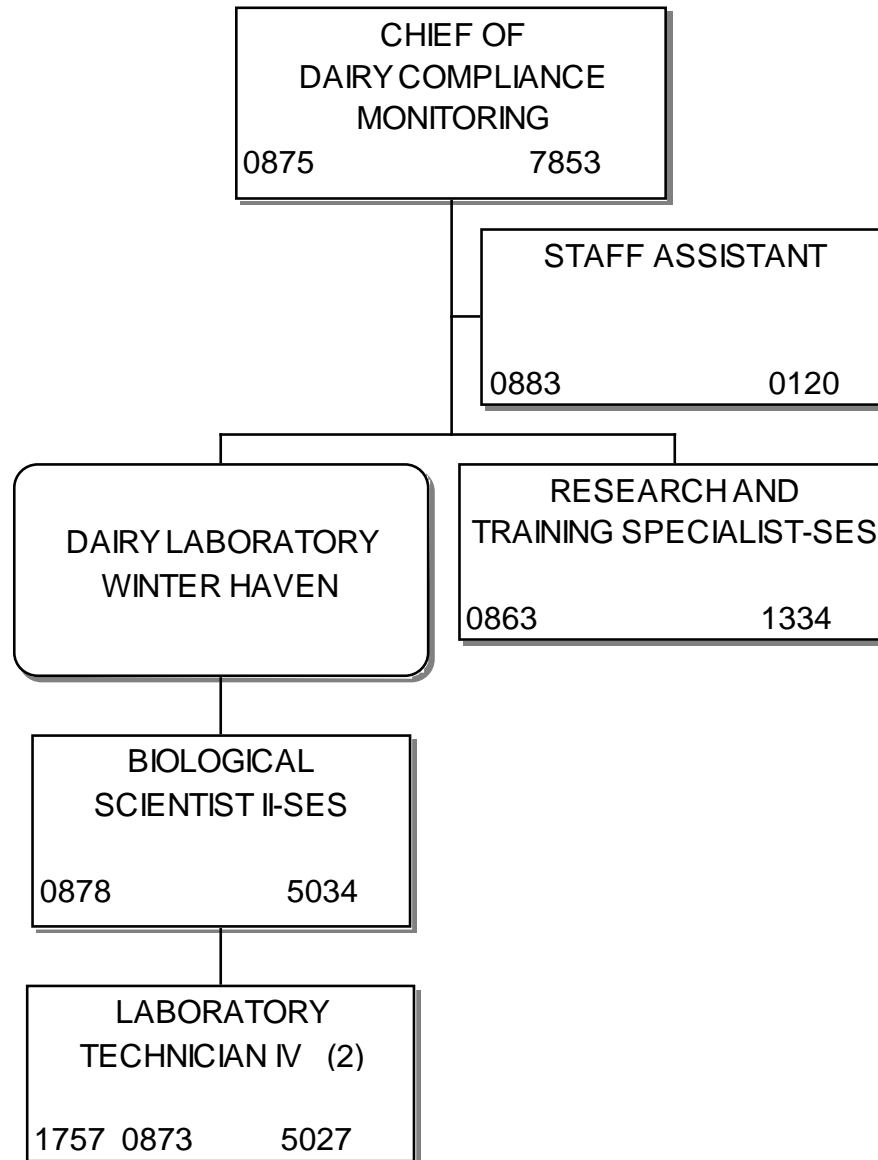 CHIEF OF
DAIRY COMPLIANCE
MONITORING
0875 7853
STAFF ASSISTANT
0883 0120
DAIRY LABORATORY
WINTER HAVEN
RESEARCH AND
TRAINING SPECIALIST-SES
0863 1334
BIOLOGICAL
SCIENTIST II-SES
0878 5034
LABORATORY
TECHNICIAN IV (2)
1757 0873 5027